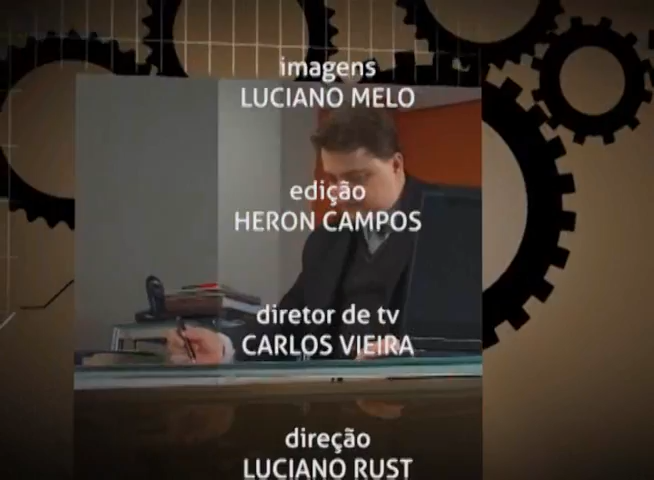 imagens
LUCIANO MELO
edição
HERON CAMPOS
diretor de tv
CARLOS VIEIRA
direção
LUCIANO RUST